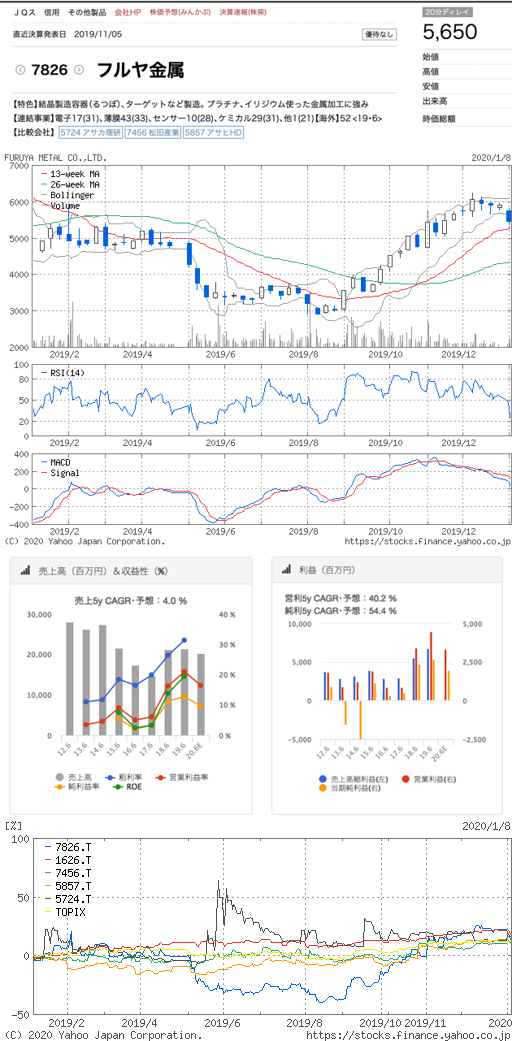 JQス 信用 その他製品 会社HP 株価予想(みんかぶ) 決算速報(株探)
20分ディレイ
5,650
直近決算発表日 2019/11/05
優待なし
始値
7826 フルヤ金属
高値
安値
出来高
【特色】結晶製造容器(るつぼ)、ターゲットなど製造。プラチナ、イリジウム使った金属加工に強み
【連結事業】電子17(31)、薄膜43(33)、センサー10(28)、ケミカル29(31)、他1(21)【海外】52 <19・6>
時価総額
【比較会社】 5724 アサカ理研 7456 松田産業 5857 アサヒHD
FURUYA METAL CO.,LTD. 2020/1/8
7000
13-week MA
26-week MA
Bollinger
Volume
6000
5000
4000
3000
2000
2019/2 2019/4 2019/6 2019/8 2019/10 2019/12
100
RSI(14)
80
60
40
20
0
2019/2 2019/4 2019/6 2019/8 2019/10 2019/12
400
MACD
Signal
200
0
-200
-400
2019/2 2019/4 2019/6 2019/8 2019/10 2019/12
(C) 2020 Yahoo Japan Corporation. https://stocks.finance.yahoo.co.jp
売上高（百万円）＆収益性（%）
売上5y CAGR・予想：4.0 %
30,000 40 %
30 %
20,000
20 %
10,000
10 %
0 0 %
12.6 13.6 14.6 15.6 16.6 17.6 18.6 19.6 20.6E
売上高 粗利率 営業利益率
純利益率 ROE
利益（百万円）
営利5y CAGR・予想：40.2 %
純利5y CAGR・予想：54.4 %
10,000 5,000
5,000 2,500
0 0
−5,000 −2,500
12.6 13.6 14.6 15.6 16.6 17.6 18.6 19.6 20.6E
売上高総利益(左) 営業利益(右)
当期純利益(右)
[%] 2020/1/8
100
7826.T
1626.T
7456.T
5857.T
5724.T
TOPIX
50
0
-50
2019/2 2019/4 2019/6 2019/8 2019/10 2019/11 2020
(C) 2020 Yahoo Japan Corporation. https://stocks.finance.yahoo.co.jp